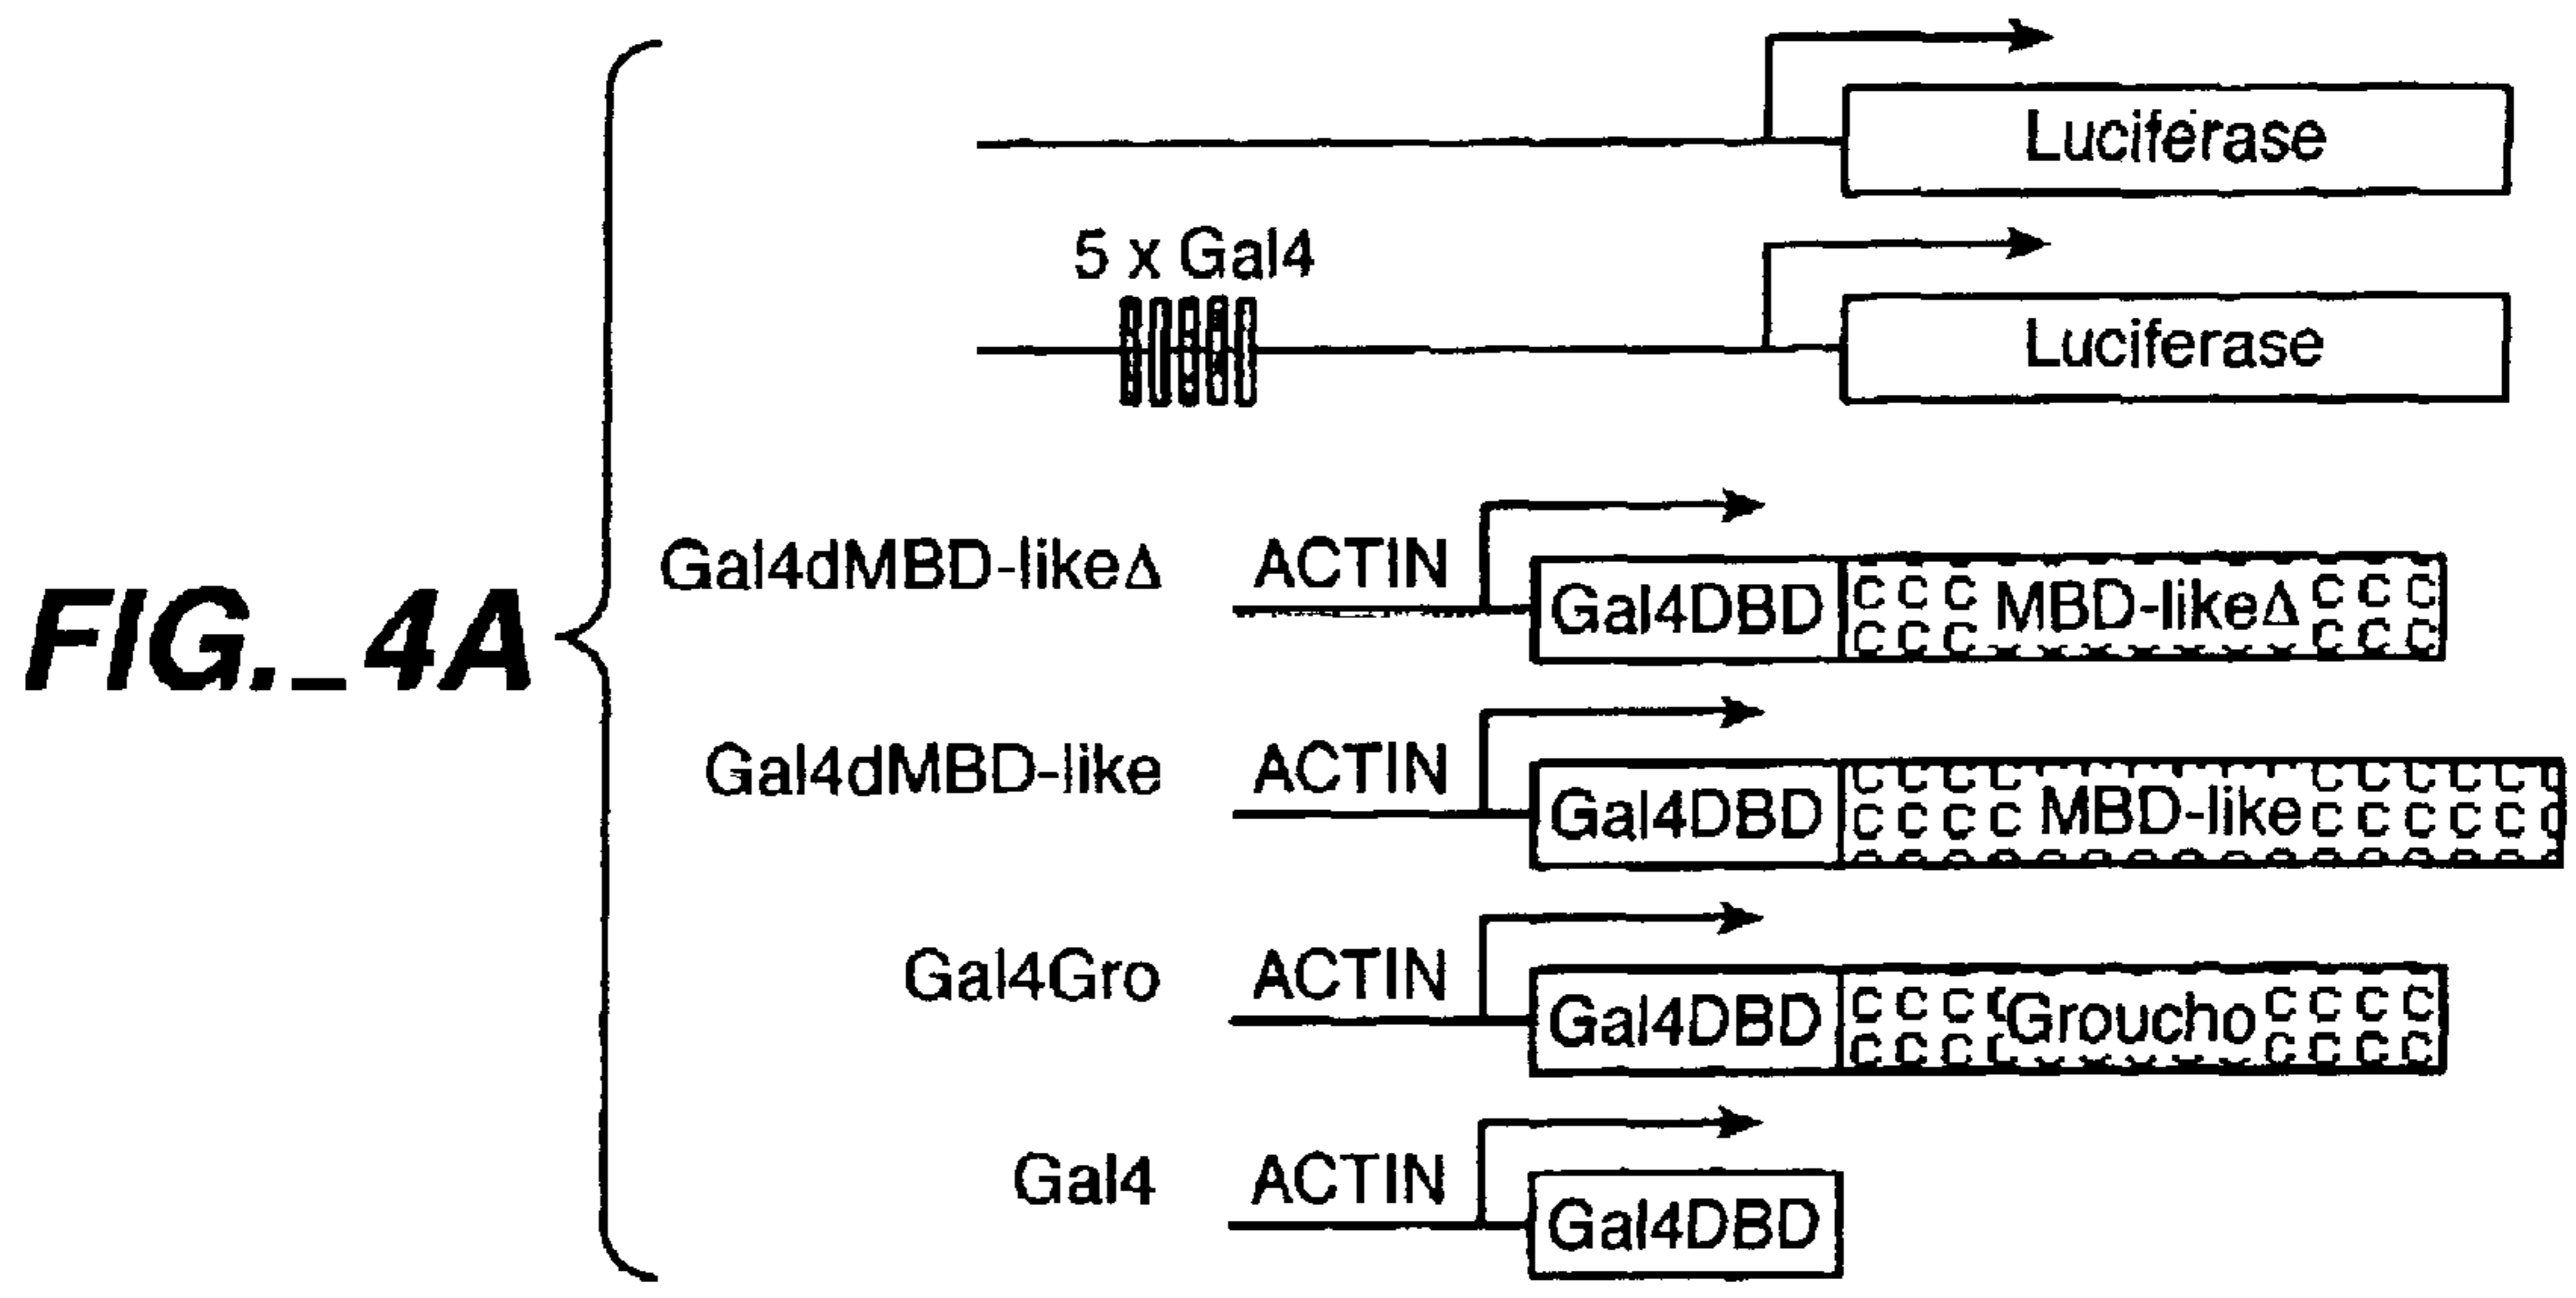 Luciferase
5 x Gal4
Luciferase
Gal4dMBD-likeΔ ACTIN Gal4DBD MBD-likeΔ
FIG._4A
Gal4dMBD-like ACTIN Gal4DBD MBD-like
Gal4Gro ACTIN Gal4DBD Groucho
Gal4 ACTIN Gal4DBD